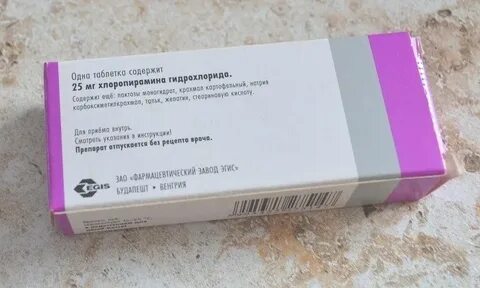 Одна таблетка содержит
25 мг хлоропирамина гидрохлорида.
Содержит ещё: лактозы моногидрат, крахмал картофельный, натрия
карбоксиметилкрахмал, тальк, желатин, стеариновую кислоту.
Для приёма внутрь.
Смотреть указания в инструкции!
Препарат отпускается без рецепта врача.
ЗАО «ФАРМАЦЕВТИЧЕСКИЙ ЗАВОД ЭГИС»
БУДАПЕШТ • ВЕНГРИЯ
EGIS